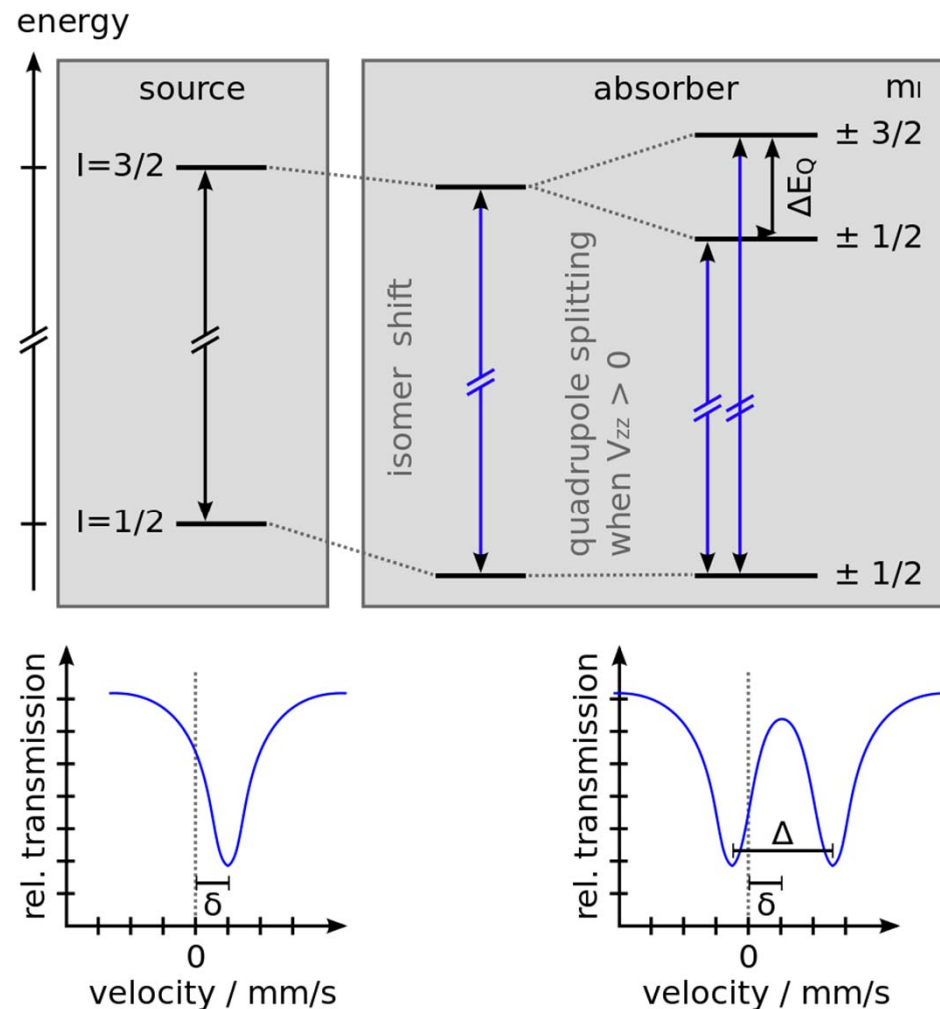 energy
source
absorber
mI
I=3/2
I=1/2
isomer shift
quadrupole splitting
when Vzz > 0
± 3/2
ΔEQ
± 1/2
± 1/2
rel. transmission
δ
0
velocity / mm/s
rel. transmission
Δ
δ
0
velocity / mm/s